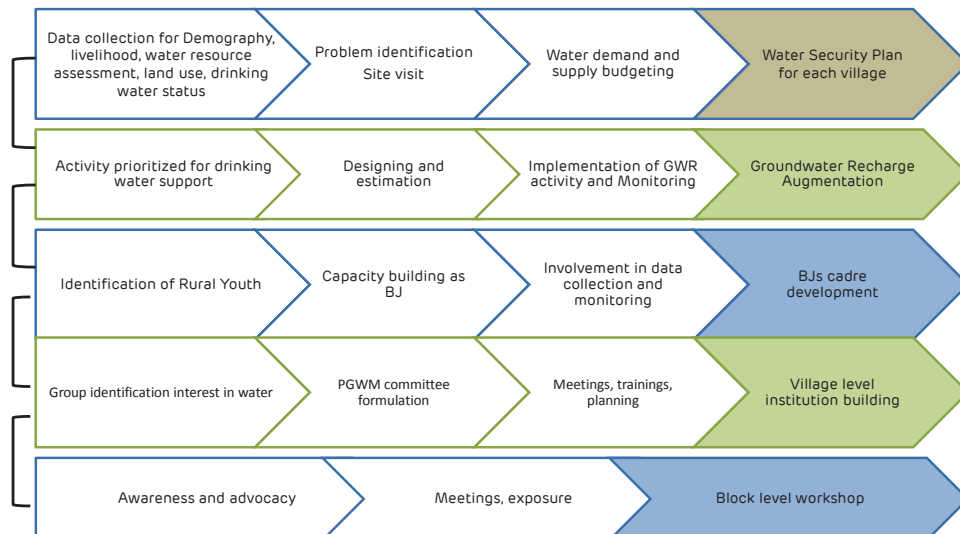 Data collection for Demography,
livelihood, water resource
assessment, land use, drinking
water status
Problem identification
Site visit
Water demand and
supply budgeting
Water Security Plan
for each village
Activity prioritized for drinking
water support
Designing and
estimation
Implementation of GWR
activity and Monitoring
Groundwater Recharge
Augmentation
Identification of Rural Youth
Capacity building as
BJ
Involvement in data
collection and
monitoring
BJs cadre
development
Group identification interest in water
PGWM committee
formulation
Meetings, trainings,
planning
Village level
institution building
Awareness and advocacy
Meetings, exposure
Block level workshop